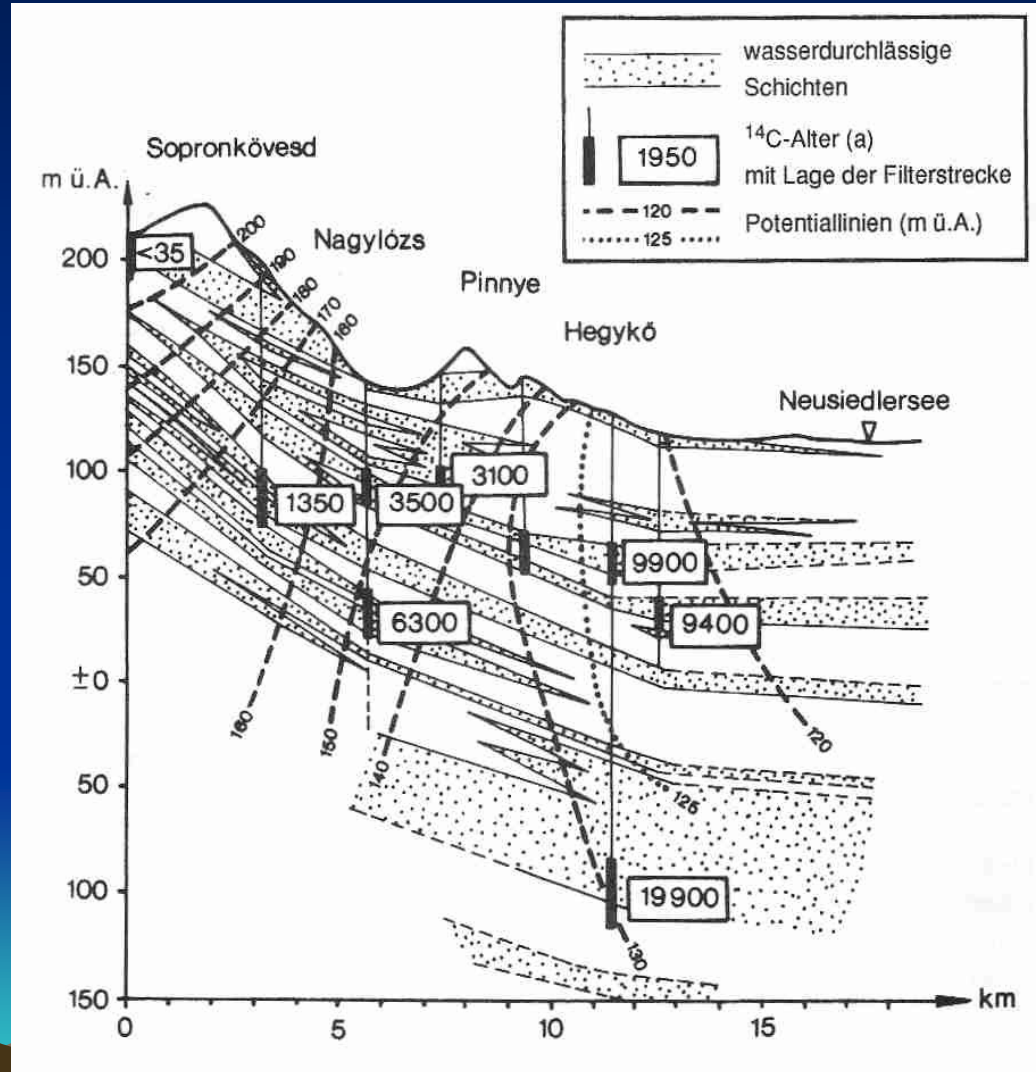 wasserdurchlässige
Schichten
¹⁴C-Alter (a)
1950
mit Lage der Filterstrecke
120
125
Potentiallinien (m ü.A.)
Sopronkövesd
m ü.A.
Nagylózs
Pinnye
Hegykő
Neusiedlersee
<35
200
190
180
170
160
200
150
100
50
±0
50
100
150
1350
3500
3100
9900
6300
9400
19900
160
150
140
125
120
130
0
5
10
15
km